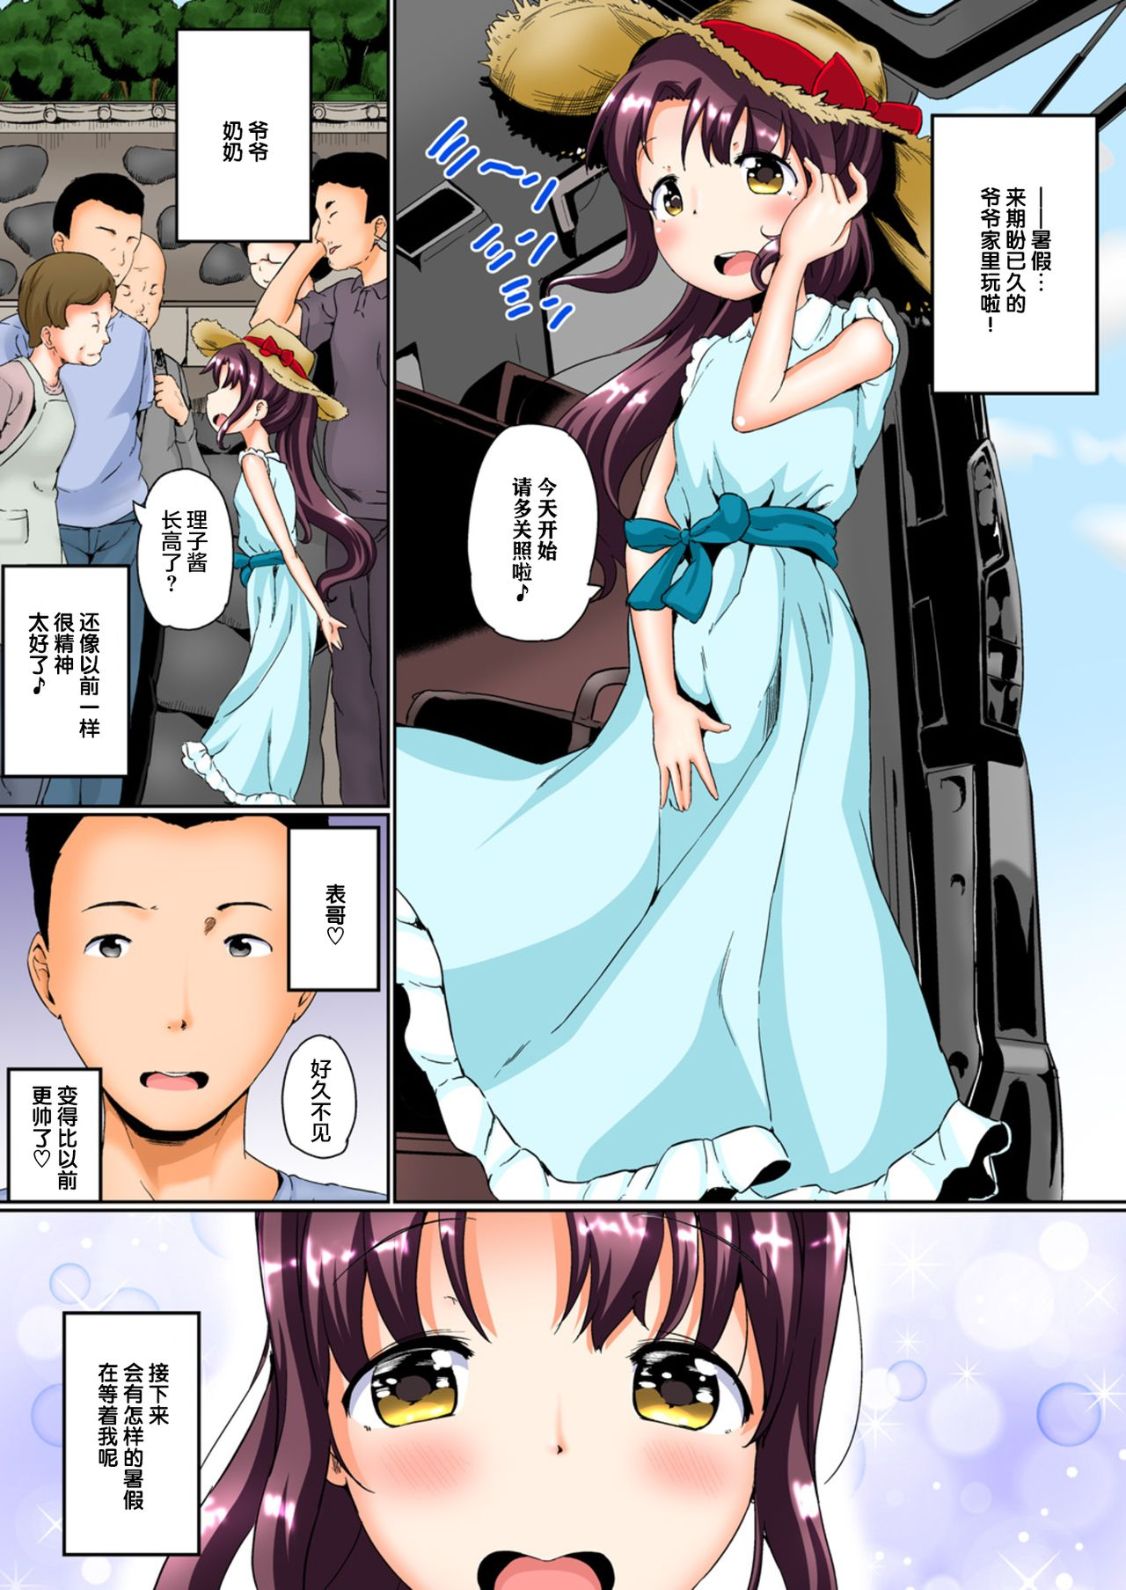 ——暑假…
来期盼已久的
爷爷家里玩啦！
今天开始
请多关照啦♪
爷爷
奶奶
理子酱
长高了？
还像以前一样
很精神
太好了♪
表哥♡
好久不见
变得比以前
更帅了♡
接下来
会有怎样的暑假
在等着我呢